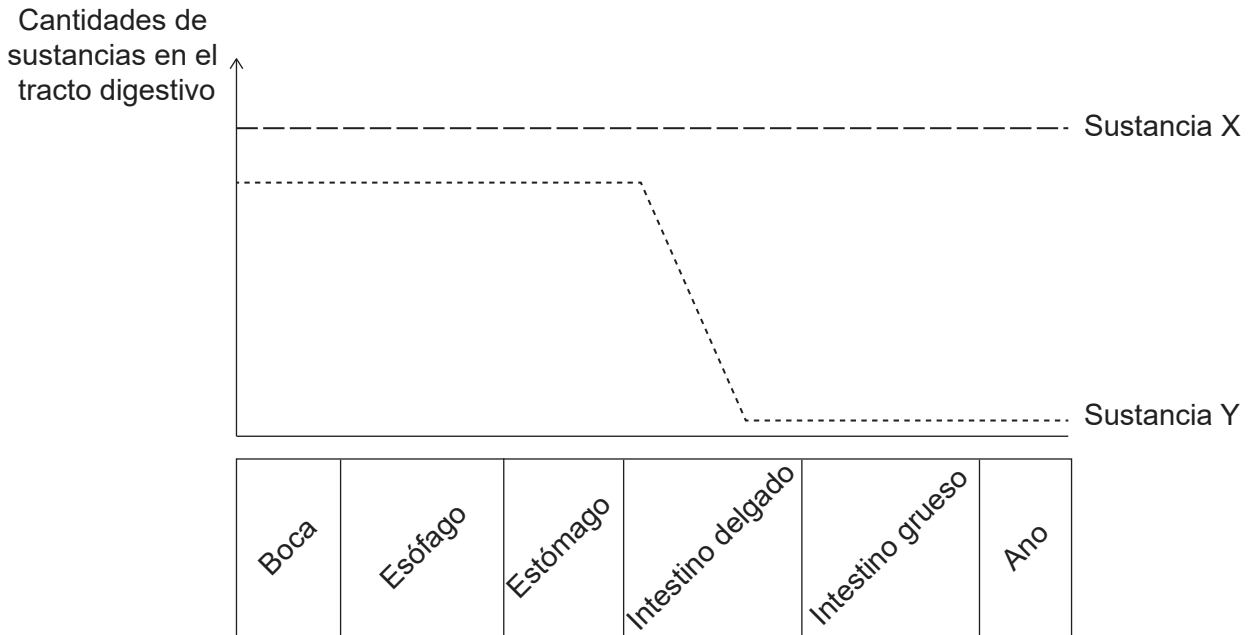 Cantidades de
sustancias en el
tracto digestivo
Sustancia X
Sustancia Y
Boca
Esófago
Estómago
Intestino delgado
Intestino grueso
Ano